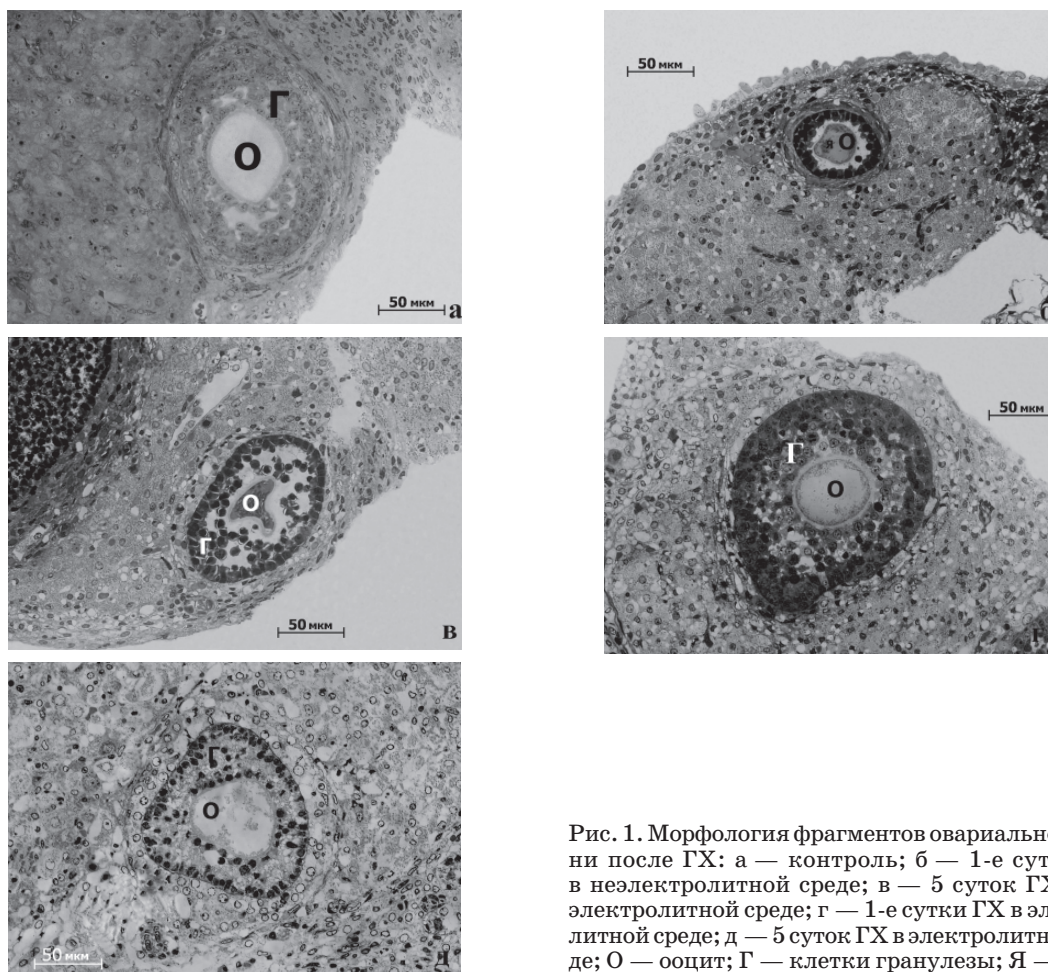 Г
О
50 мкм
а
50 мкм
О
Я
О
Г
50 мкм
в
50 мкм
Г
О
Г
О
50 мкм
Рис. 1. Морфология фрагментов овариально
ни после ГХ: а — контроль; б — 1-е сут
в неэлектролитной среде; в — 5 суток ГХ
электролитной среде; г — 1-е сутки ГХ в эл
литной среде; д — 5 суток ГХ в электролитн
де; О — ооцит; Г — клетки гранулезы; Я —